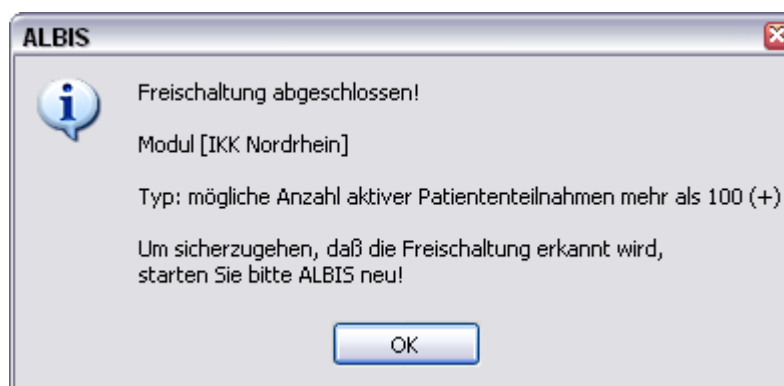 ALBIS
Freischaltung abgeschlossen!
Modul [IKK Nordrhein]
Typ: mögliche Anzahl aktiver Patiententeilnahmen mehr als 100 (+)
Um sicherzugehen, daß die Freischaltung erkannt wird,
starten Sie bitte ALBIS neu!
OK